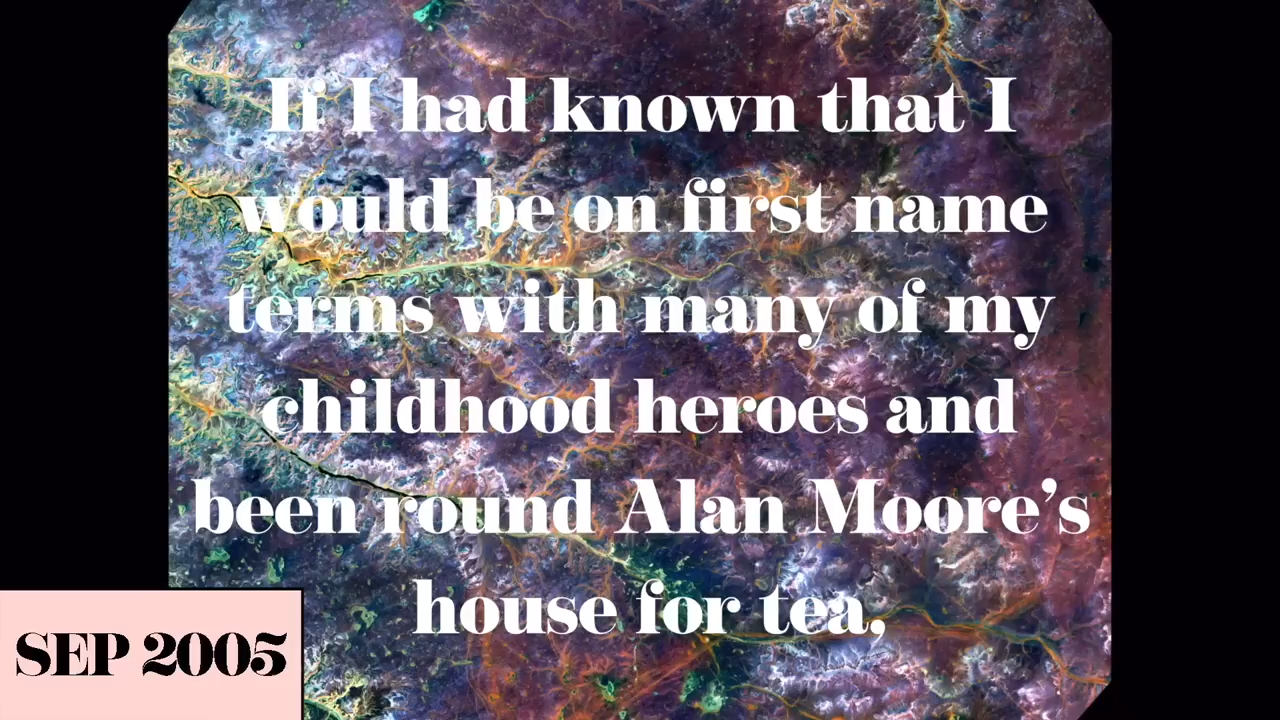 If I had known that I
would be on first name
terms with many of my
childhood heroes and
been round Alan Moore’s
house for tea,
SEP 2005